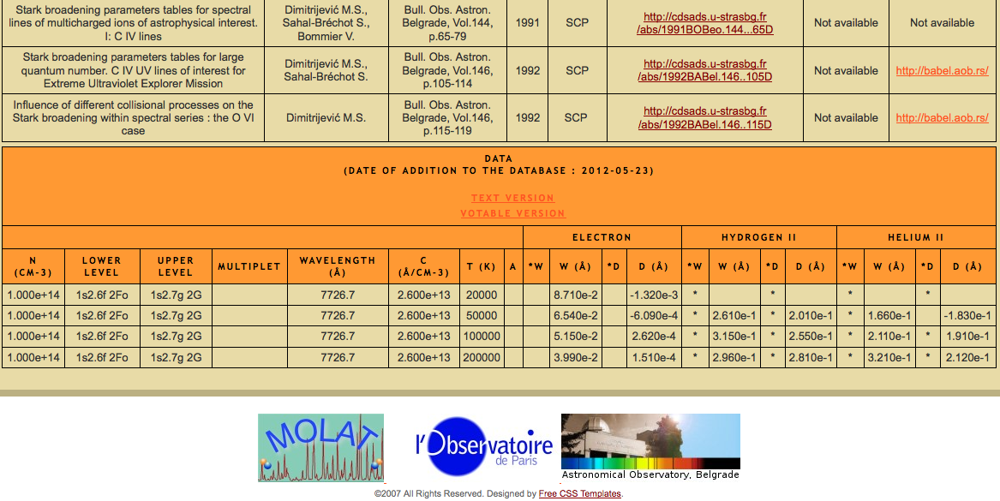 Stark broadening parameters tables for spectral
lines of multicharged ions of astrophysical interest.
I: C IV lines
Dimitrijević M.S.,
Sahal-Bréchot S.,
Bommier V.
Bull. Obs. Astron.
Belgrade, Vol.144,
p.65-79
1991
SCP
http://cdsads.u-strasbg.fr
/abs/1991BOBeo.144...65D
Not available
Not available
Stark broadening parameters tables for large
quantum number. C IV UV lines of interest for
Extreme Ultraviolet Explorer Mission
Dimitrijević M.S.,
Sahal-Bréchot S.
Bull. Obs. Astron.
Belgrade, Vol.146,
p.105-114
1992
SCP
http://cdsads.u-strasbg.fr
/abs/1992BABel.146..105D
Not available
http://babel.aob.rs/
Influence of different collisional processes on the
Stark broadening within spectral series : the O VI
case
Dimitrijević M.S.
Bull. Obs. Astron.
Belgrade, Vol.146,
p.115-119
1992
SCP
http://cdsads.u-strasbg.fr
/abs/1992BABel.146..115D
Not available
http://babel.aob.rs/
DATA
(DATE OF ADDITION TO THE DATABASE : 2012-05-23)
TEXT VERSION
VOTABLE VERSION
ELECTRON HYDROGEN II HELIUM II
N (CM-3) LOWER LEVEL UPPER LEVEL MULTIPLET WAVELENGTH (Å) C (Å/CM-3) T (K) A *W W (Å) *D D (Å) *W W (Å) *D D (Å) *W W (Å) *D D (Å)
1.000e+14 1s2.6f 2Fo 1s2.7g 2G 7726.7 2.600e+13 20000 8.710e-2 -1.320e-3 * * * *
1.000e+14 1s2.6f 2Fo 1s2.7g 2G 7726.7 2.600e+13 50000 6.540e-2 -6.090e-4 * 2.610e-1 * 2.010e-1 * 1.660e-1 -1.830e-1
1.000e+14 1s2.6f 2Fo 1s2.7g 2G 7726.7 2.600e+13 100000 5.150e-2 2.620e-4 * 3.150e-1 * 2.550e-1 * 2.110e-1 * 1.910e-1
1.000e+14 1s2.6f 2Fo 1s2.7g 2G 7726.7 2.600e+13 200000 3.990e-2 1.510e-4 * 2.960e-1 * 2.810e-1 * 3.210e-1 * 2.120e-1
MOLAT
l'Observatoire
de Paris
Astronomical Observatory, Belgrade
©2007 All Rights Reserved. Designed by Free CSS Templates.